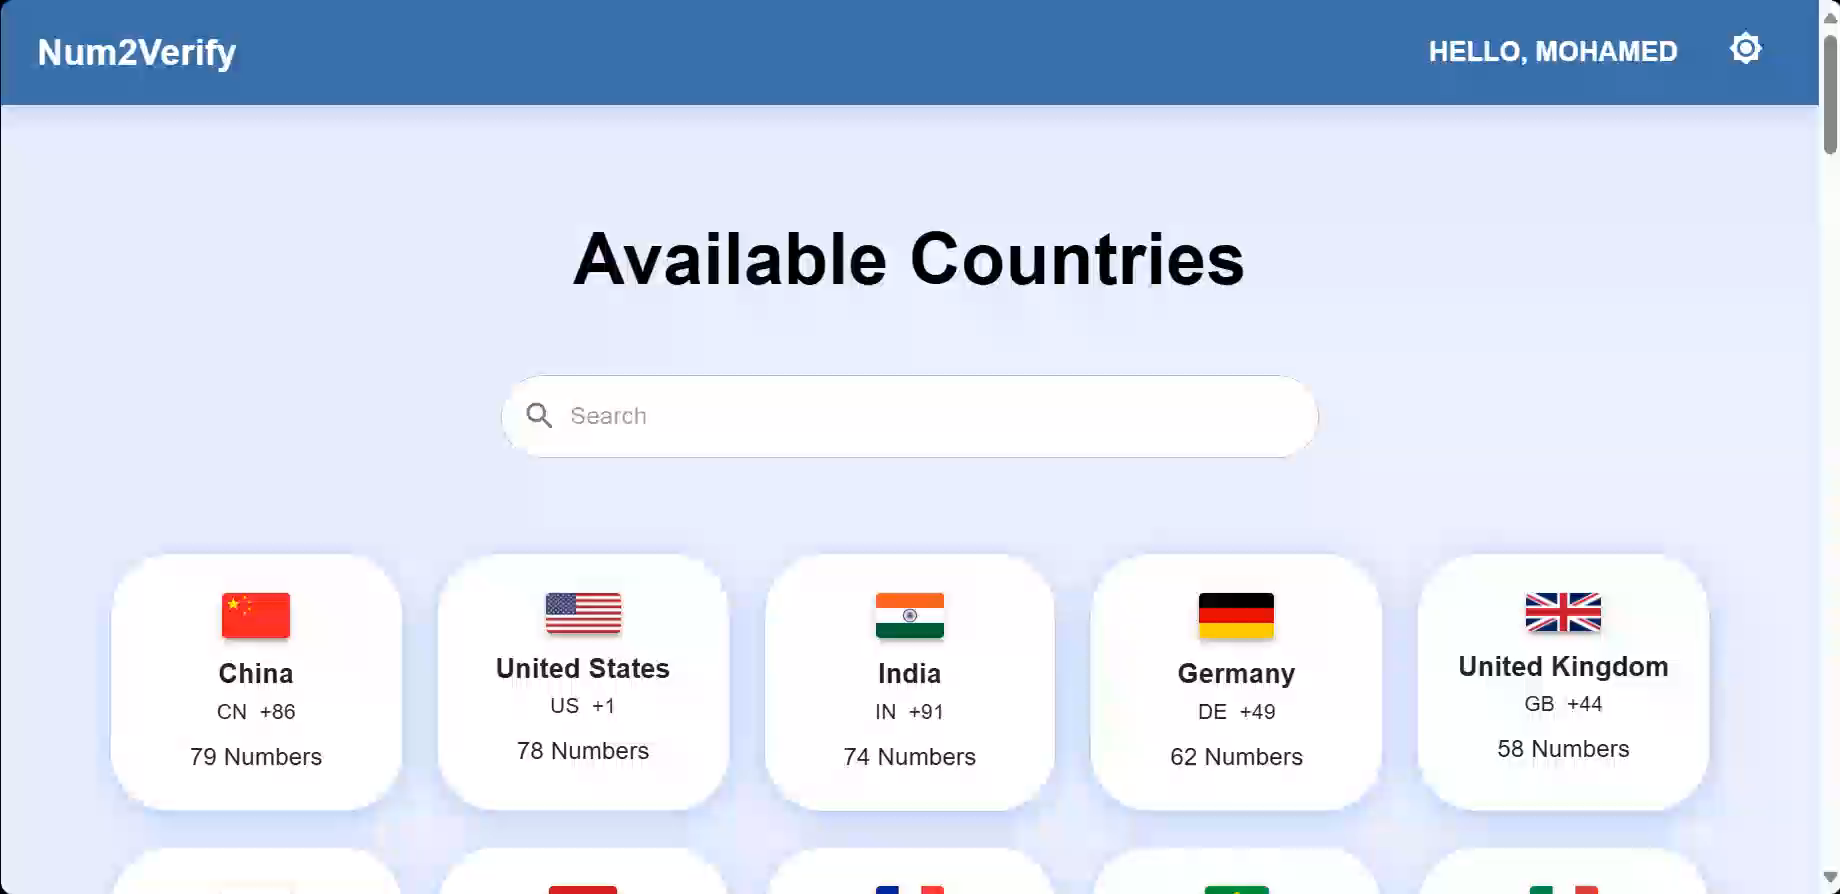 Num2Verify
HELLO, MOHAMED
Available Countries
Search
China
CN +86
79 Numbers
United States
US +1
78 Numbers
India
IN +91
74 Numbers
Germany
DE +49
62 Numbers
United Kingdom
GB +44
58 Numbers